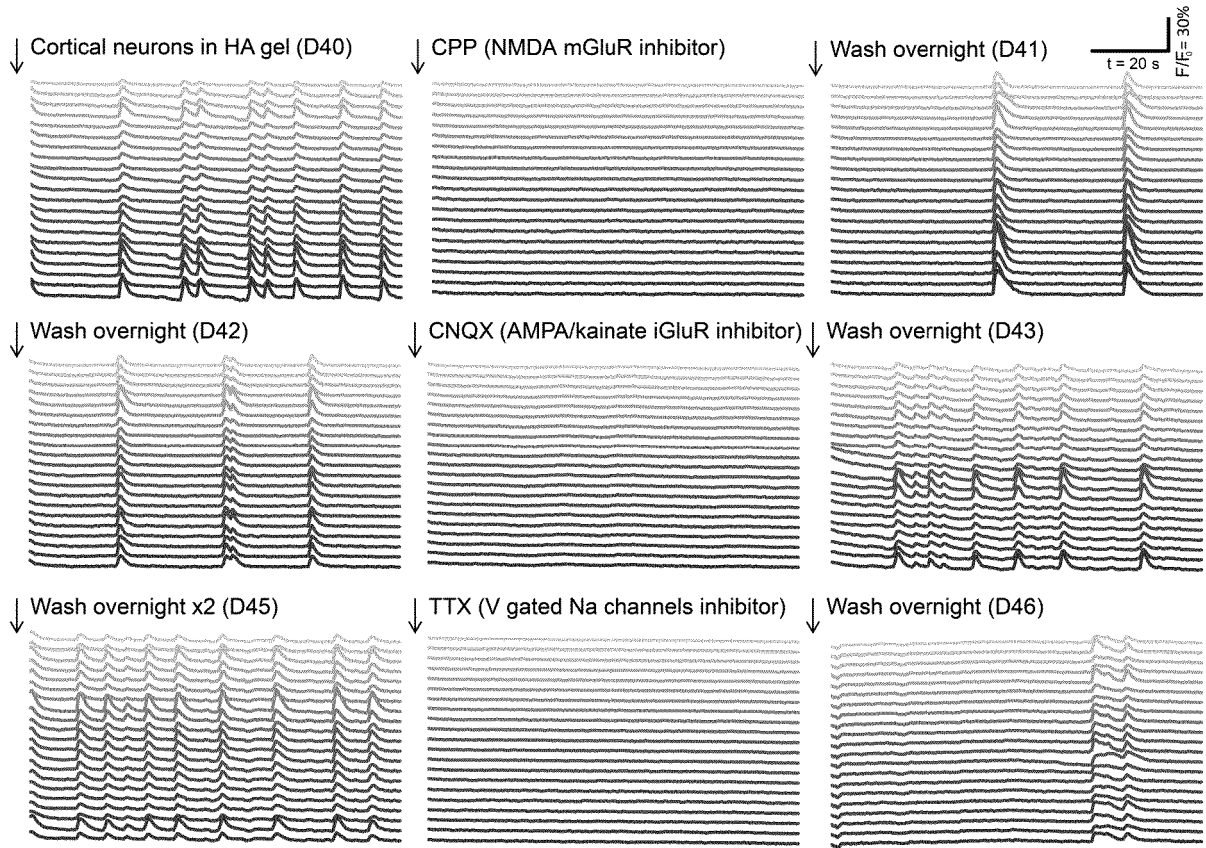 Cortical neurons in HA gel (D40)
CPP (NMDA mGluR inhibitor)
Wash overnight (D41)
t = 20 s
F/F₀= 30%
Wash overnight (D42)
CNQX (AMPA/kainate iGluR inhibitor)
Wash overnight (D43)
Wash overnight x2 (D45)
TTX (V gated Na channels inhibitor)
Wash overnight (D46)